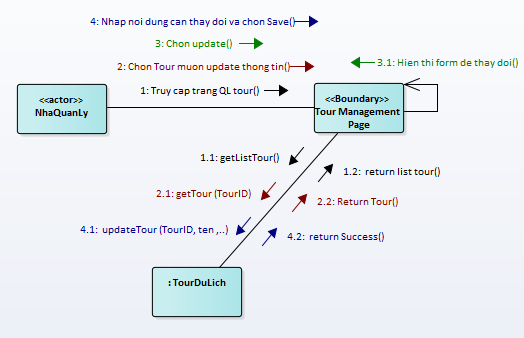 4: Nhap noi dung can thay doi va chon Save()
3: Chon update()
2: Chon Tour muon update thong tin()
3.1: Hien thi form de thay doi()
1: Truy cap trang QL tour()
<<actor>>
NhaQuanLy
<<Boundary>>
Tour Management
Page
1.1: getListTour()
1.2: return list tour()
2.1: getTour (TourID)
2.2: Return Tour()
4.1: updateTour (TourID, ten ,..)
4.2: return Success()
: TourDuLich